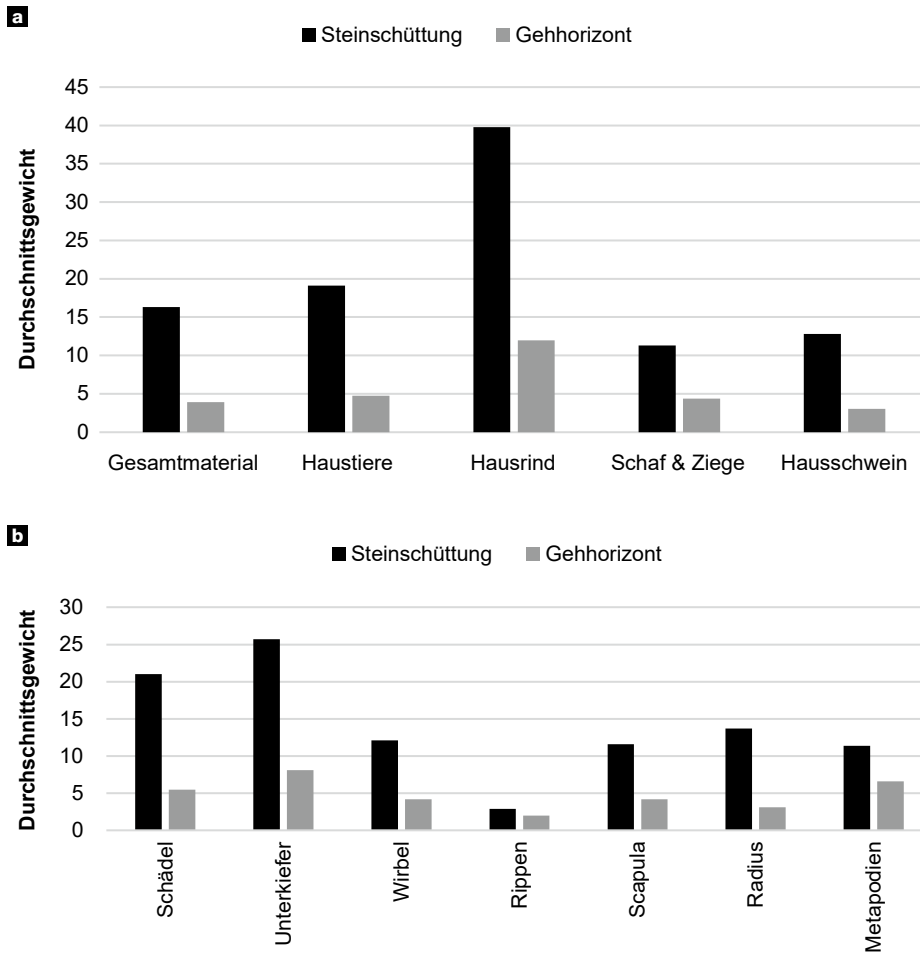 a
Steinschüttung Gehhorizont
Durchschnittsgewicht
45
40
35
30
25
20
15
10
5
0
Gesamtmaterial Haustiere Hausrind Schaf & Ziege Hausschwein
b
Steinschüttung Gehhorizont
Durchschnittsgewicht
30
25
20
15
10
5
0
Schädel
Unterkiefer
Wirbel
Rippen
Scapula
Radius
Metapodien